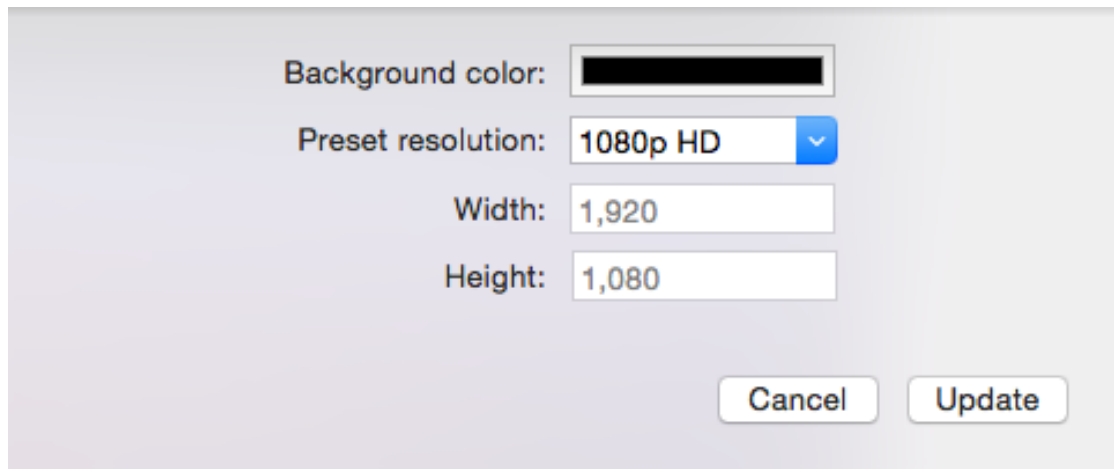 Background color:
Preset resolution: 1080p HD
Width: 1,920
Height: 1,080
Cancel Update